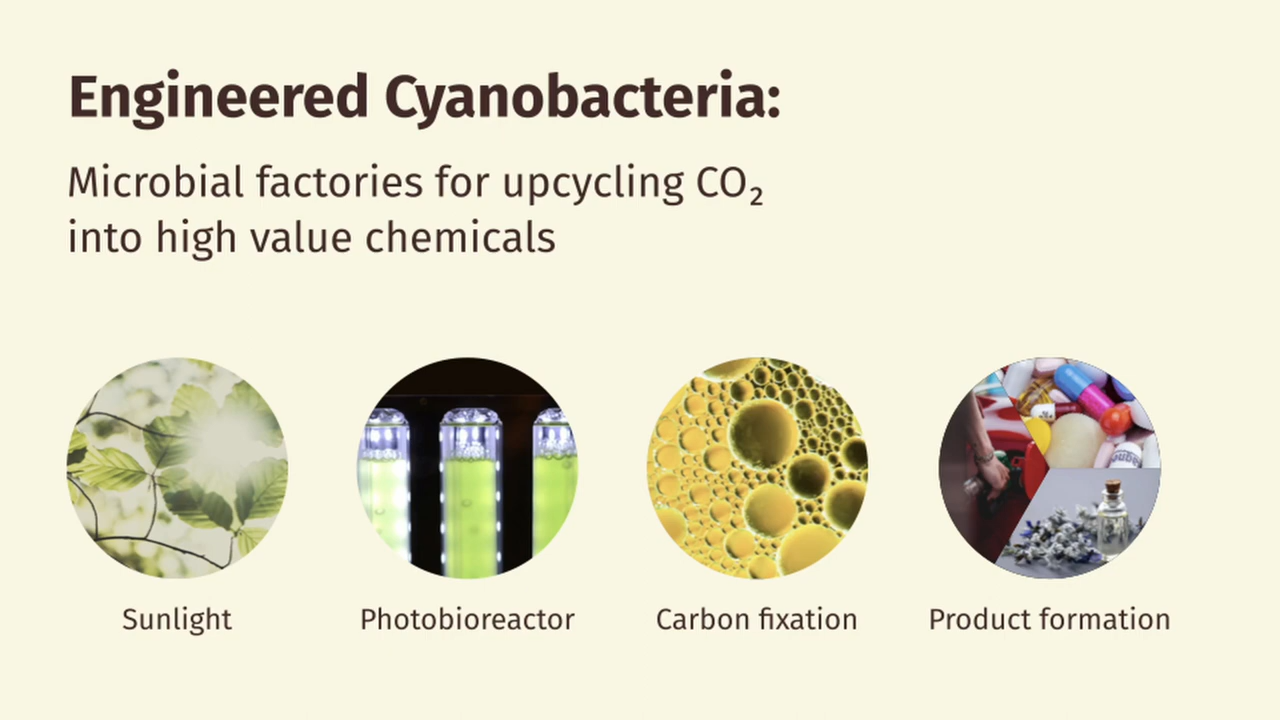 Engineered Cyanobacteria:
Microbial factories for upcycling CO₂
into high value chemicals
Sunlight
Photobioreactor
Carbon fixation
Product formation